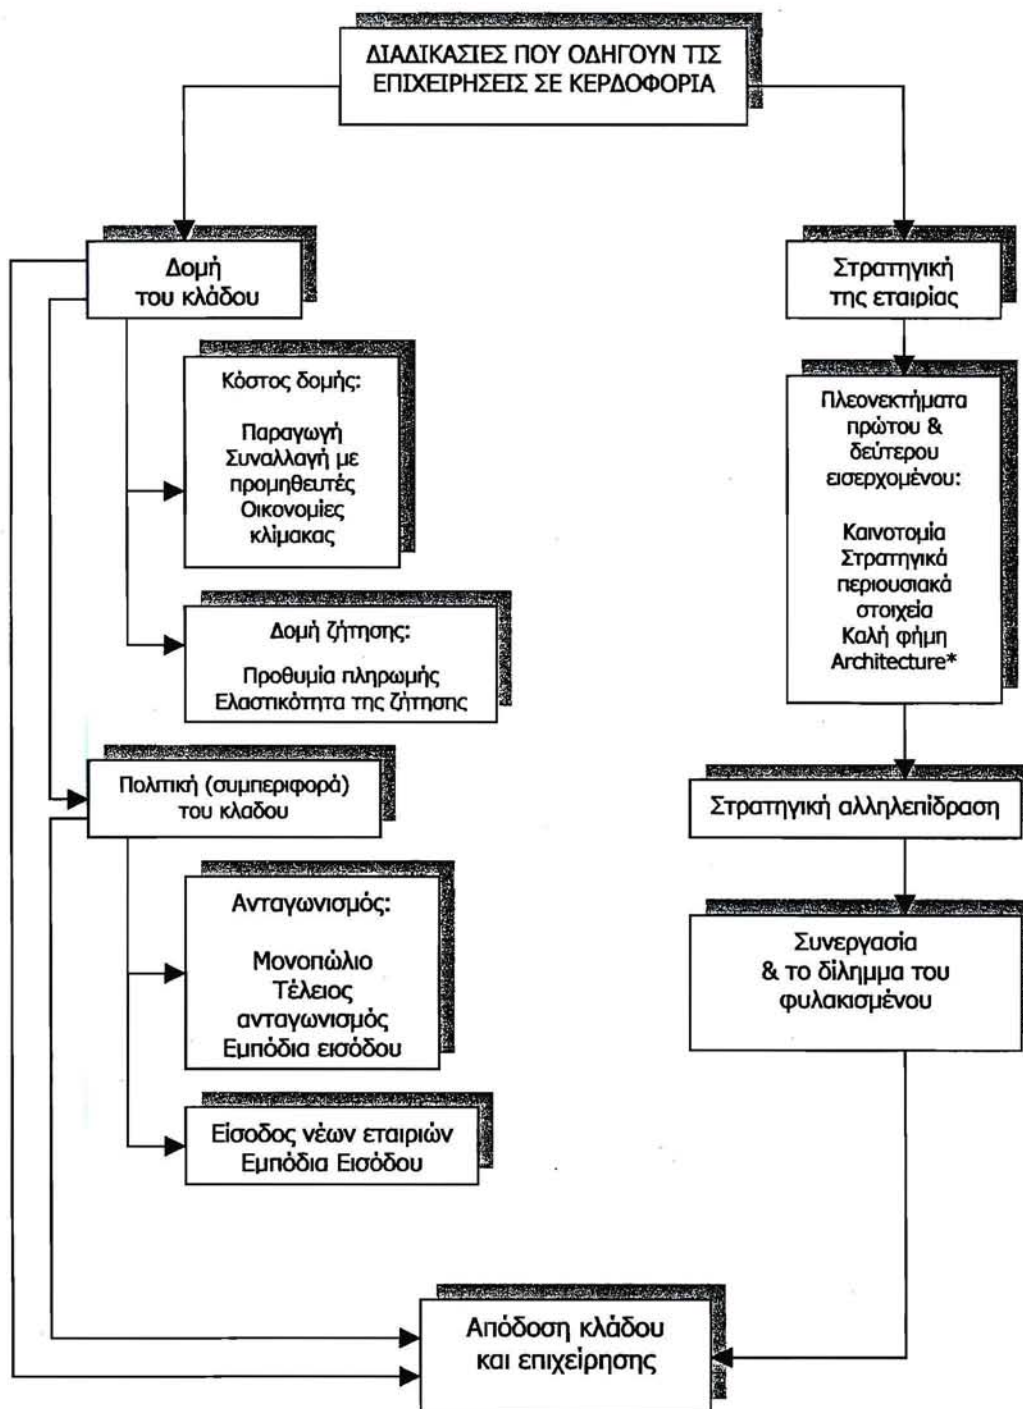 ΔΙΑΔΙΚΑΣΙΕΣ ΠΟΥ ΟΔΗΓΟΥΝ ΤΙΣ
ΕΠΙΧΕΙΡΗΣΕΙΣ ΣΕ ΚΕΡΔΟΦΟΡΙΑ
Δομή
του κλάδου
Κόστος δομής:
Παραγωγή
Συναλλαγή με
προμηθευτές
Οικονομίες
κλίμακας
Δομή ζήτησης:
Προθυμία πληρωμής
Ελαστικότητα της ζήτησης
Πολιτική (συμπεριφορά)
του κλαδου
Ανταγωνισμός:
Μονοπώλιο
Τέλειος
ανταγωνισμός
Εμπόδια εισόδου
Είσοδος νέων εταιριών
Εμπόδια Εισόδου
Στρατηγική
της εταιρίας
Πλεονεκτήματα
πρώτου &
δεύτερου
εισερχομένου:
Καινοτομία
Στρατηγικά
περιουσιακά
στοιχεία
Καλή φήμη
Architecture*
Στρατηγική αλληλεπίδραση
Συνεργασία
& το δίλημμα του
φυλακισμένου
Απόδοση κλάδου
και επιχείρησης